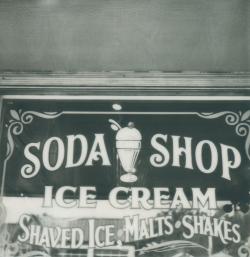 SODA SHOP
ICE CREAM
SHAVED ICE • MALTS • SHAKES